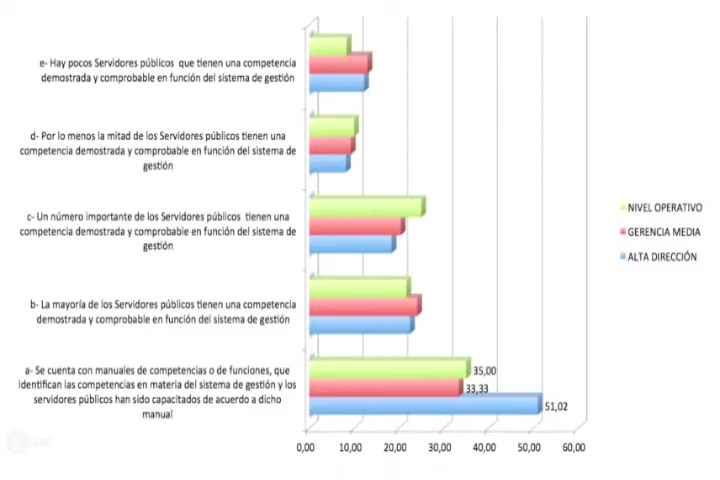 e- Hay pocos Servidores públicos que tienen una competencia
demostrada y comprobable en función del sistema de gestión
d- Por lo menos la mitad de los Servidores públicos tienen una
competencia demostrada y comprobable en función del sistema de
gestión
c- Un número importante de los Servidores públicos tienen una
competencia demostrada y comprobable en función del sistema de
gestión
b- La mayoría de los Servidores públicos tienen una competencia
demostrada y comprobable en función del sistema de gestión
a- Se cuenta con manuales de competencias o de funciones, que
identifican las competencias en materia del sistema de gestión y los
servidores públicos han sido capacitados de acuerdo a dicho
manual
35,00
33,33
51,02
0,00 10,00 20,00 30,00 40,00 50,00 60,00
NIVEL OPERATIVO
GERENCIA MEDIA
ALTA DIRECCIÓN